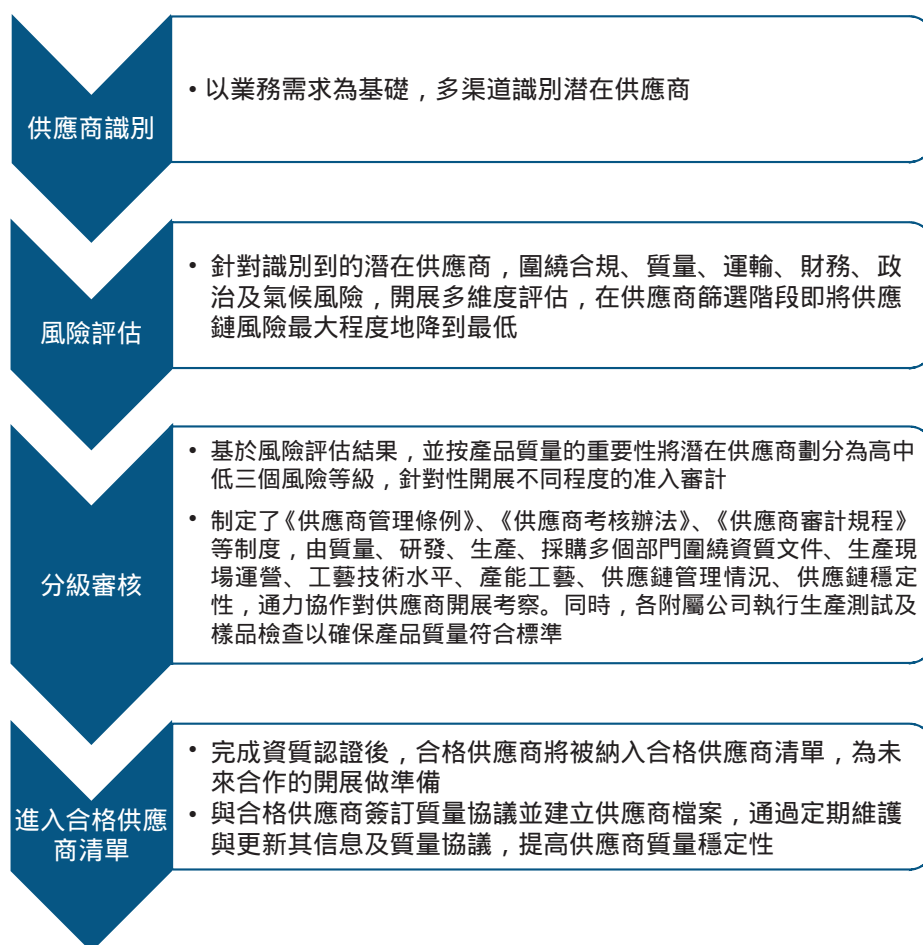 供應商識別
• 以業務需求為基礎，多渠道識別潛在供應商
風險評估
• 針對識別到的潛在供應商，圍繞合規、質量、運輸、財務、政
治及氣候風險，開展多維度評估，在供應商篩選階段即將供應
鏈風險最大程度地降到最低
分級審核
• 基於風險評估結果，並按產品質量的重要性將潛在供應商劃分為高中
低三個風險等級，針對性開展不同程度的准入審計
• 制定了《供應商管理條例》、《供應商考核辦法》、《供應商審計規程》
等制度，由質量、研發、生產、採購多個部門圍繞資質文件、生產現
場運營、工藝技術水平、產能工藝、供應鏈管理情況、供應鏈穩定
性，通力協作對供應商開展考察。同時，各附屬公司執行生產測試及
樣品檢查以確保產品質量符合標準
進入合格供應
商清單
• 完成資質認證後，合格供應商將被納入合格供應商清單，為未
來合作的開展做準備
• 與合格供應商簽訂質量協議並建立供應商檔案，通過定期維護
與更新其信息及質量協議，提高供應商質量穩定性